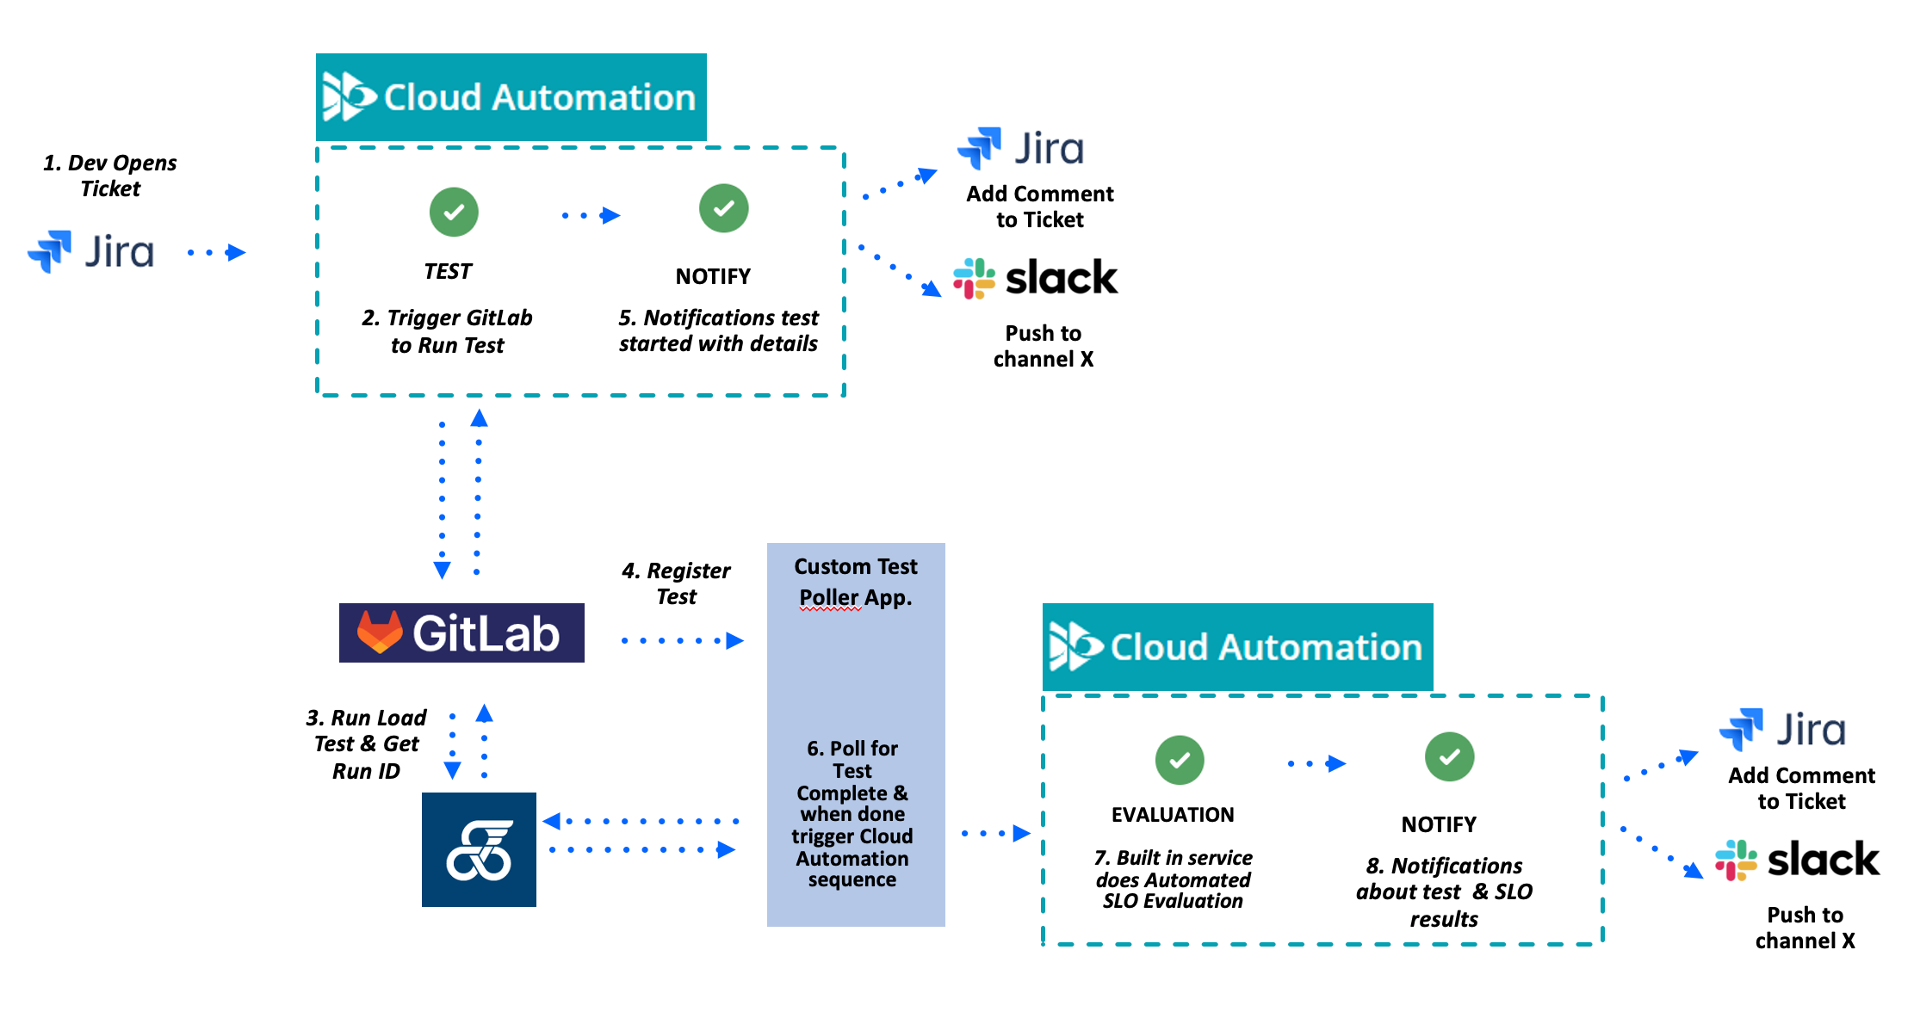 Cloud Automation
1. Dev Opens
Ticket
Jira
TEST
2. Trigger GitLab
to Run Test
NOTIFY
5. Notifications test
started with details
Jira
Add Comment
to Ticket
slack
Push to
channel X
GitLab
4. Register
Test
3. Run Load
Test & Get
Run ID
Custom Test
Poller App.
6. Poll for
Test
Complete &
when done
trigger Cloud
Automation
sequence
Cloud Automation
EVALUATION
7. Built in service
does Automated
SLO Evaluation
NOTIFY
8. Notifications
about test & SLO
results
Jira
Add Comment
to Ticket
slack
Push to
channel X